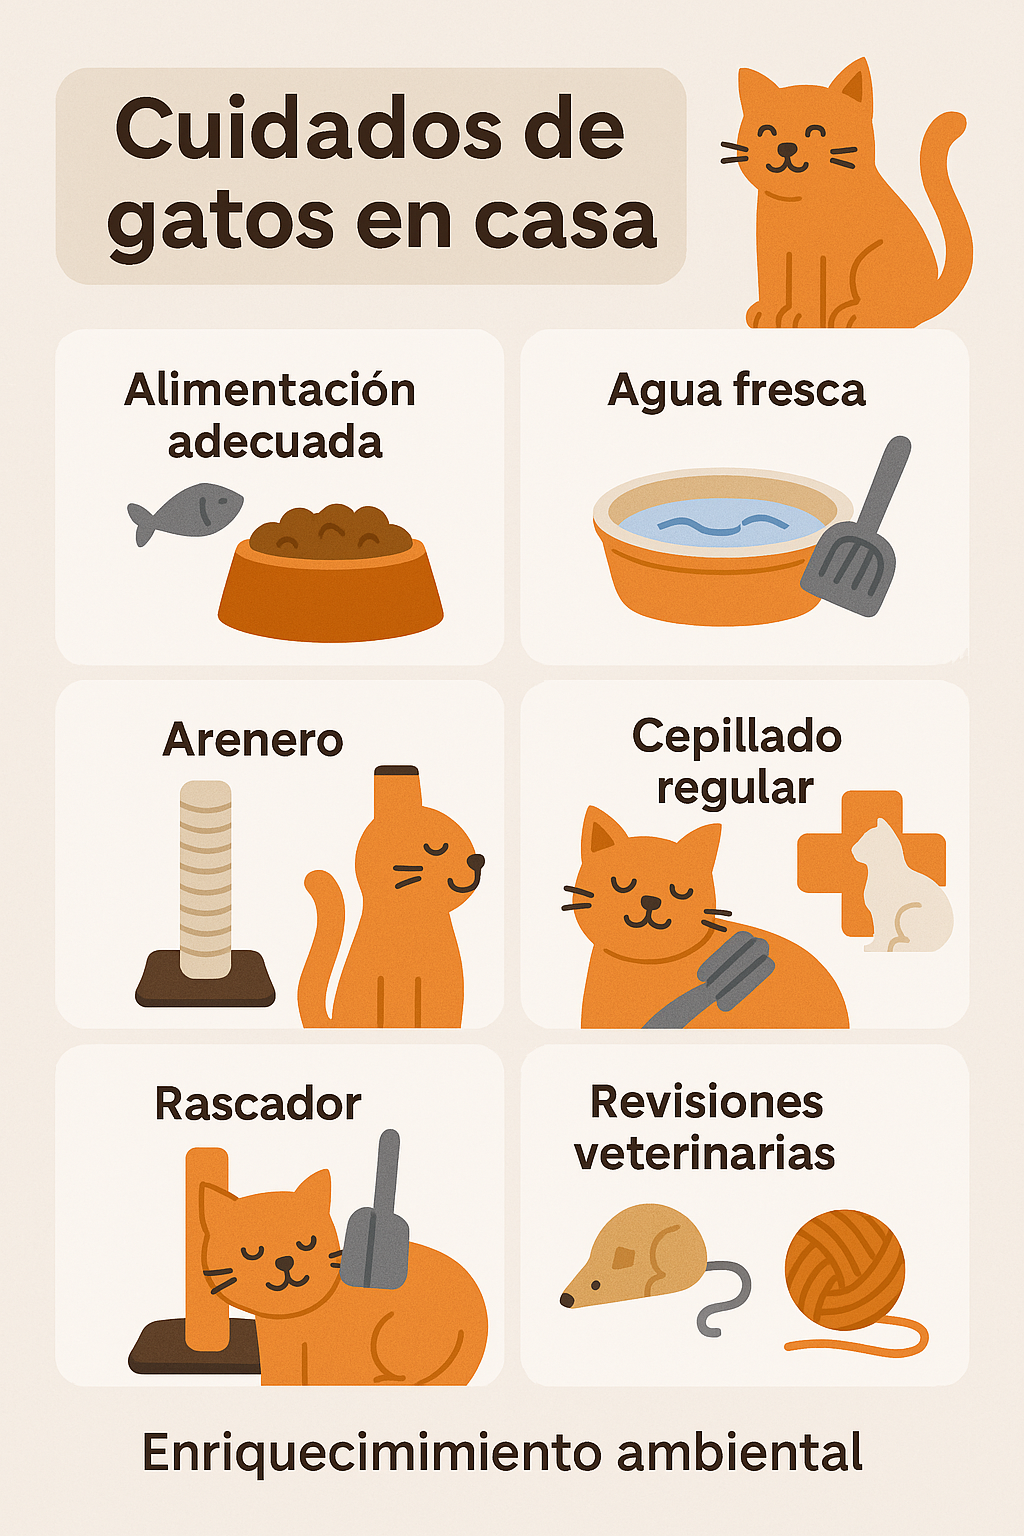 Cuidados de
gatos en casa
Alimentación
adecuada
Agua fresca
Arenero
Cepillado
regular
Rascador
Revisiones
veterinarias
Enriquecimimiento ambiental